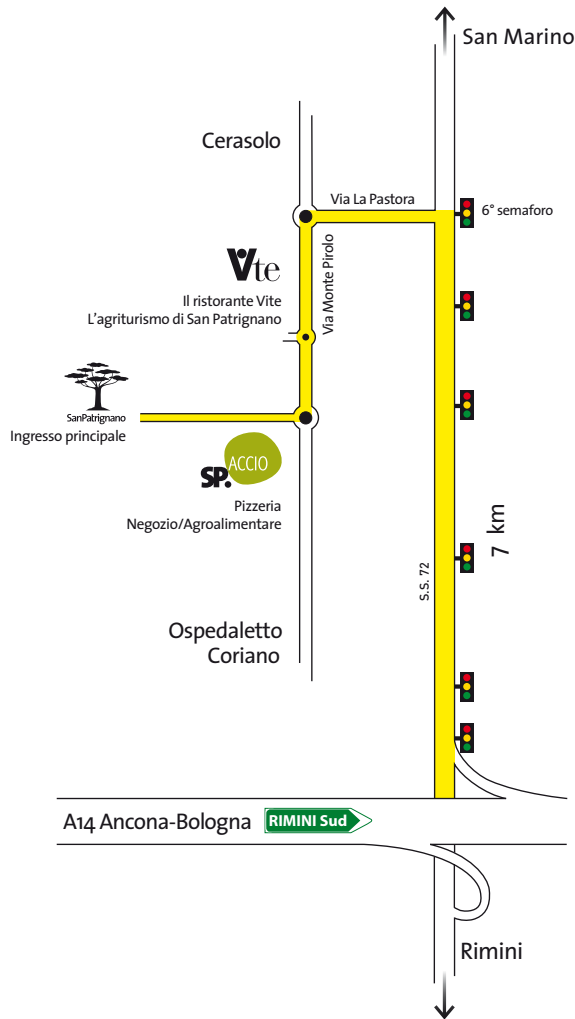 San Marino
Cerasolo
Via La Pastora
6° semaforo
Vte
Via Monte Pirolo
Il ristorante Vite
L'agriturismo di San Patrignano
SanPatrignano
Ingresso principale
SP.ACCIO
Pizzeria
Negozio/Agroalimentare
7 km
S.S. 72
Ospedaletto
Coriano
A14 Ancona-Bologna
RIMINI Sud
Rimini